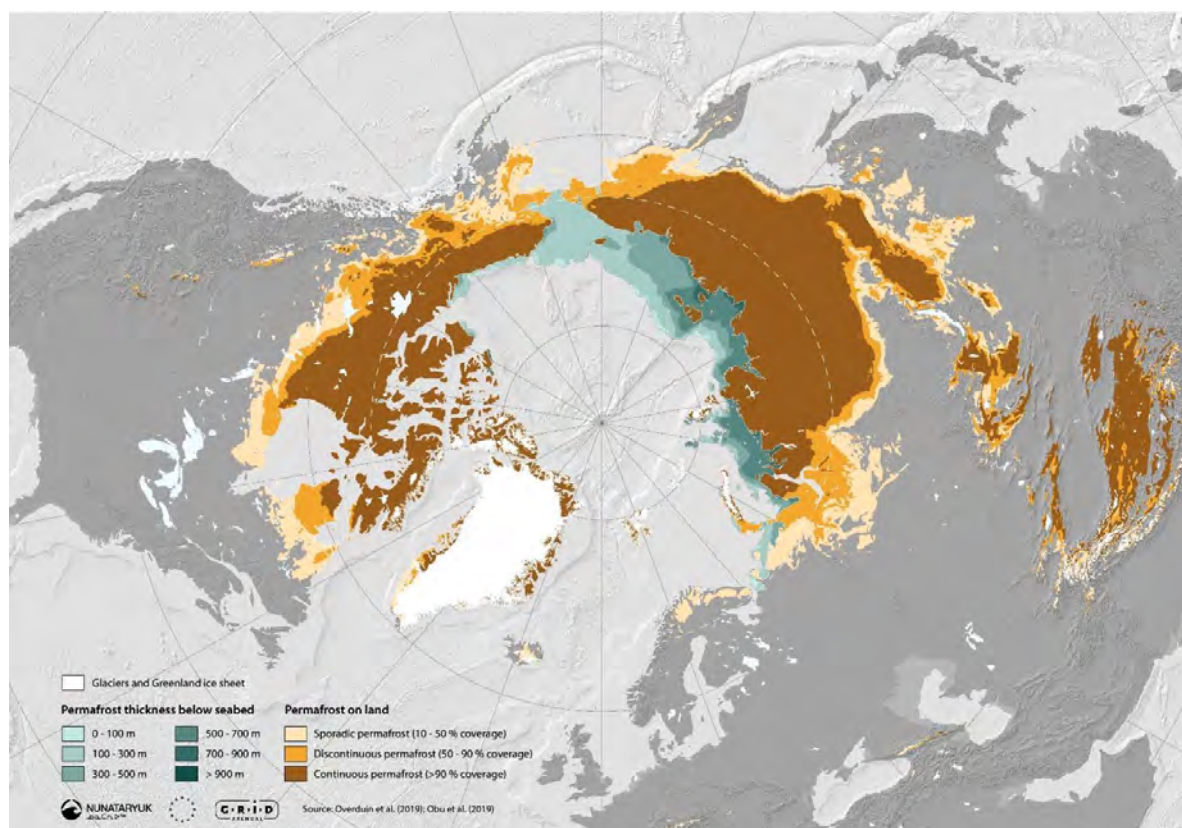 Glaciers and Greenland ice sheet
Permafrost thickness below seabed
0 - 100 m
100 - 300 m
300 - 500 m
500 - 700 m
700 - 900 m
> 900 m
Permafrost on land
Sporadic permafrost (10 - 50 % coverage)
Discontinuous permafrost (50 - 90 % coverage)
Continuous permafrost (>90 % coverage)
NUNATARYUK
G R I D
ARENDAL
Source: Overduin et al. (2019); Obu et al. (2019)